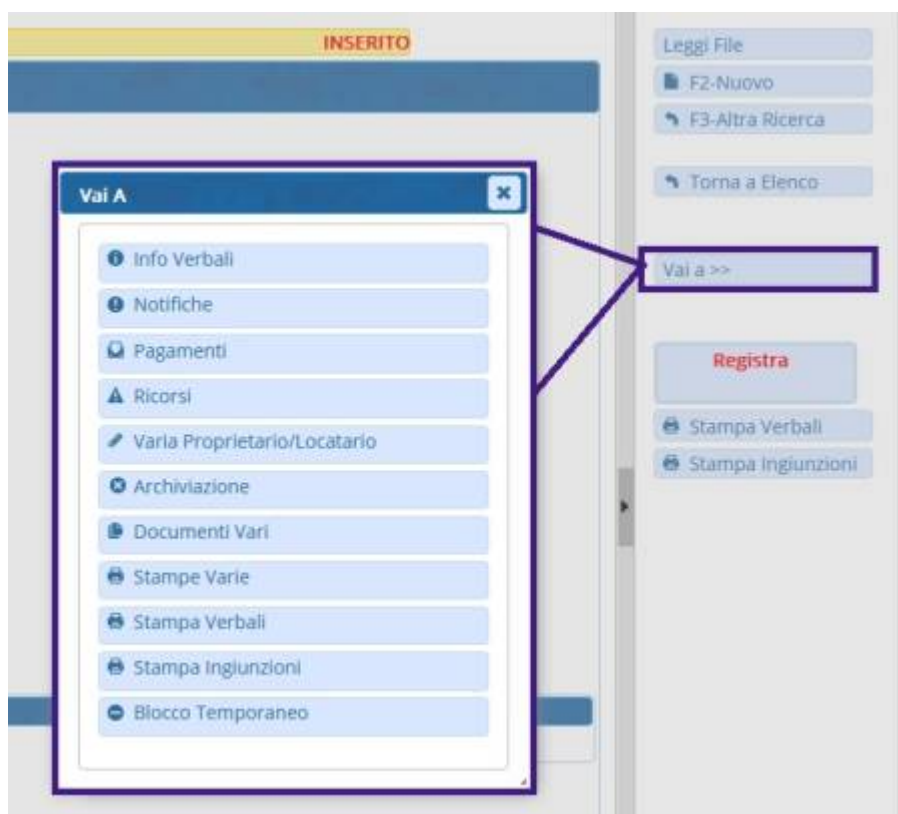 INSERITO
Vai A
Info Verbali
Notifiche
Pagamenti
Ricorsi
Varia Proprietario/Locatario
Archiviazione
Documenti Vari
Stampe Varie
Stampa Verbali
Stampa Ingiunzioni
Blocco Temporaneo
Leggi File
F2-Nuovo
F3-Altra Ricerca
Torna a Elenco
Vai a >>
Registra
Stampa Verbali
Stampa Ingiunzioni